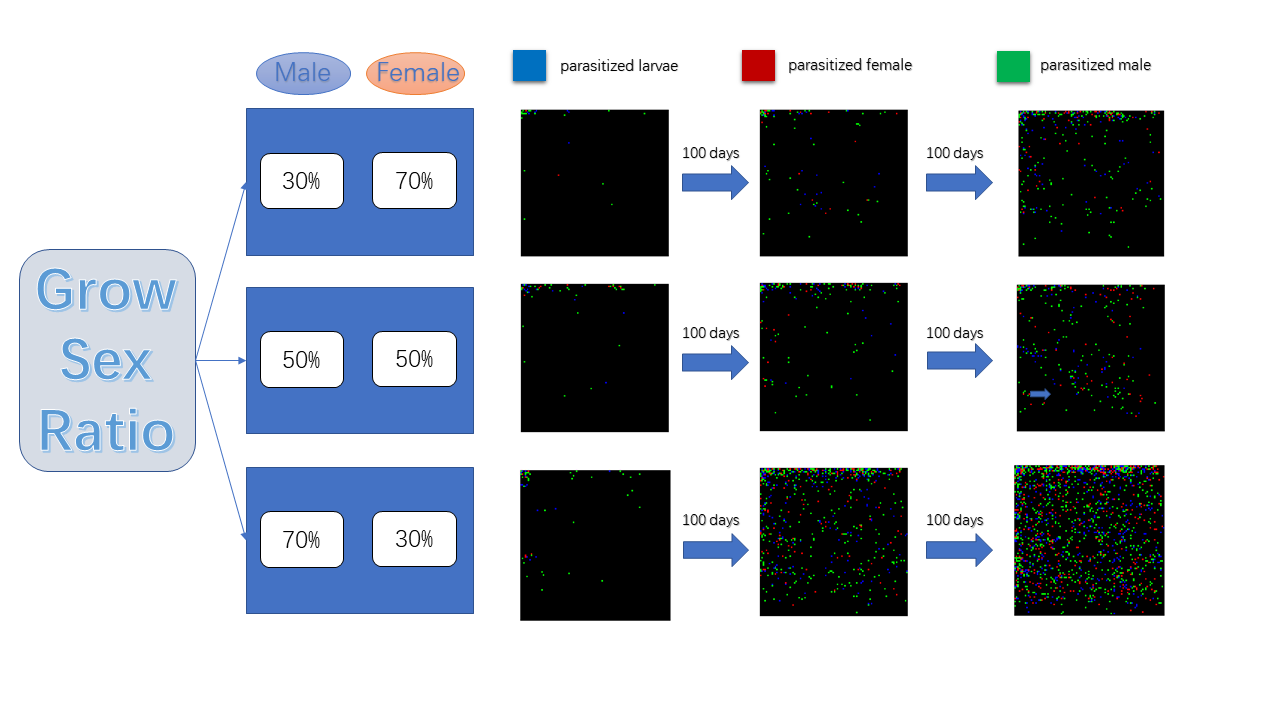 Male Female
parasitized larvae
parasitized female
parasitized male
Grow
Sex
Ratio
30% 70%
100 days
100 days
50% 50%
100 days
100 days
70% 30%
100 days
100 days